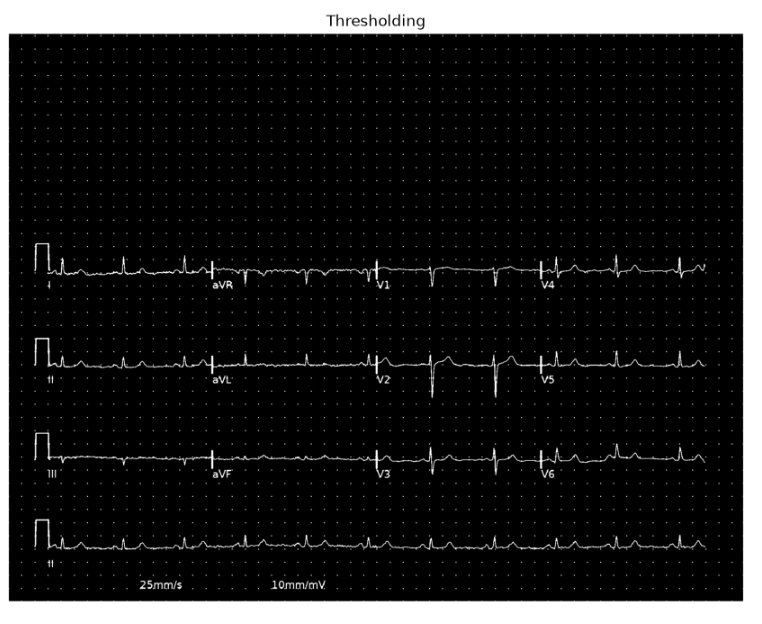 Thresholding
I aVR V1 V4
II aVL V2 V5
III aVF V3 V6
II
25mm/s 10mm/mV